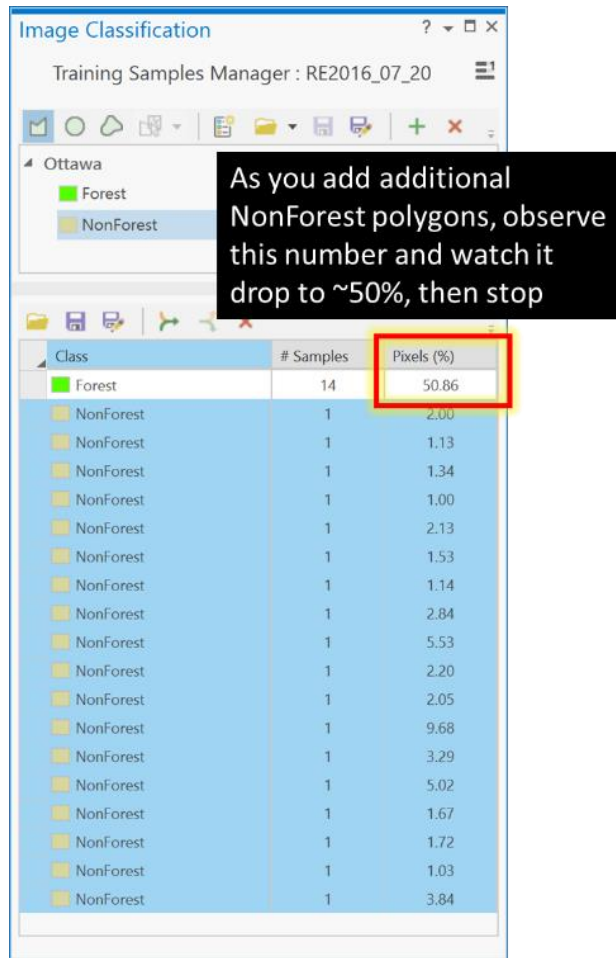 Image Classification
Training Samples Manager : RE2016_07_20
Ottawa
Forest
NonForest
As you add additional
NonForest polygons, observe
this number and watch it
drop to ~50%, then stop
Class # Samples Pixels (%)
Forest 14 50.86
NonForest 1 2.00
NonForest 1 1.13
NonForest 1 1.34
NonForest 1 1.00
NonForest 1 2.13
NonForest 1 1.53
NonForest 1 1.14
NonForest 1 2.84
NonForest 1 5.53
NonForest 1 2.20
NonForest 1 2.05
NonForest 1 9.68
NonForest 1 3.29
NonForest 1 5.02
NonForest 1 1.67
NonForest 1 1.72
NonForest 1 1.03
NonForest 1 3.84